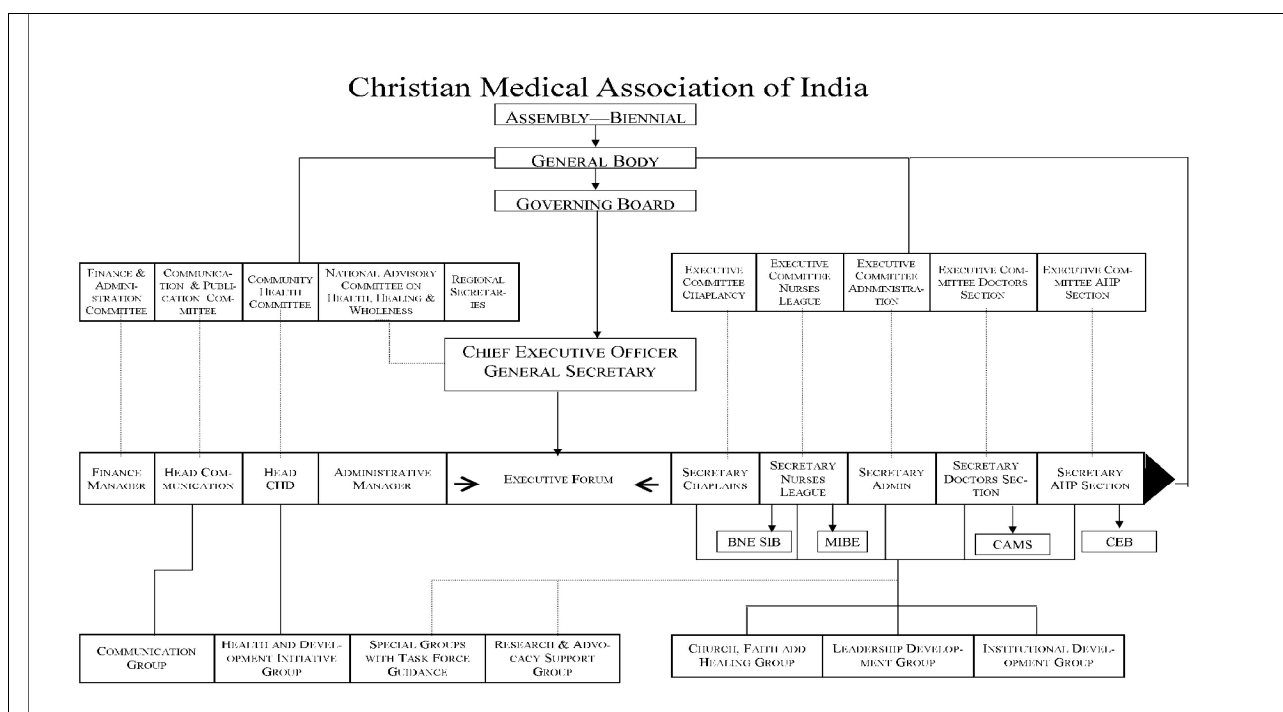 Christian Medical Association of India
ASSEMBLY—BIENNIAL
GENERAL BODY
GOVERNING BOARD
FINANCE &
ADMINI-
STRATION
COMMITTEE
COMMUNICA-
TION & PUBLI-
CATION COM-
MITTEE
COMMUNITY
HEALTH
COMMITTEE
NATIONAL ADVISORY
COMMITTEE ON
HEALTH, HEALING &
WHOLENESS
REGIONAL
SECRETAR-
IES
EXECUTIVE
COMMITTEE
CHAPLANCY
EXECUTIVE
COMMITTEE
NURSES
LEAGUE
EXECUTIVE
COMMITTEE
ADNMINISTRA-
TION
EXECUTIVE COM-
MITTEE DOCTORS
SECTION
EXECUTIVE COM-
MITTEE AHP
SECTION
CHIEF EXECUTIVE OFFICER
GENERAL SECRETARY
FINANCE
MANAGER
HEAD COM-
MUNICATION
HEAD
CHD
ADMINISTRATIVE
MANAGER
EXECUTIVE FORUM
SECRETARY
CHAPLAINS
SECRETARY
NURSES
LEAGUE
SECRETARY
ADMIN
SECRETARY
DOCTORS SEC-
TION
SECRETARY
AHP SECTION
BNE SIB
MIBE
CAMS
CEB
COMMUNICATION
GROUP
HEALTH AND DEVEL-
OPMENT INITIATIVE
GROUP
SPECIAL GROUPS
WITH TASK FORCE
GUIDANCE
RESEARCH & ADVO-
CACY SUPPORT
GROUP
CHURCH, FAITH ADD
HEALING GROUP
LEADERSHIP DEVELOP-
MENT GROUP
INSTITUTIONAL DEVEL-
OPMENT GROUP